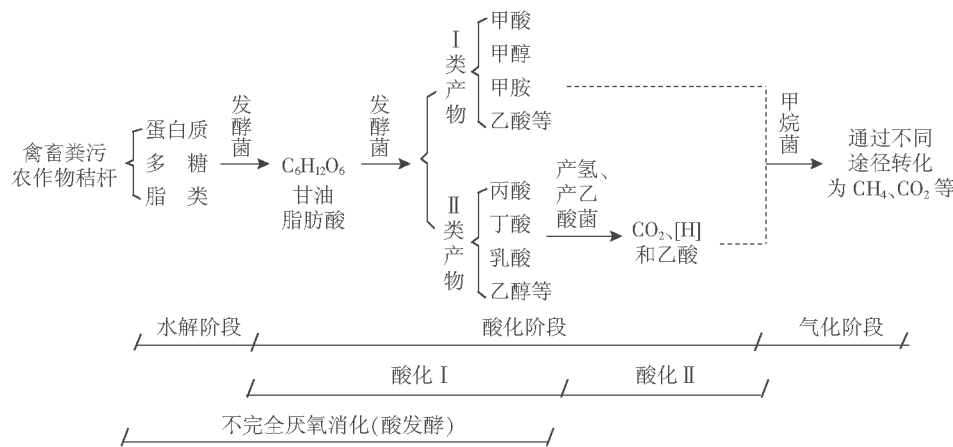 禽畜粪污
农作物秸杆
蛋白质
多糖
脂类
发酵菌
C₆H₁₂O₆
甘油
脂肪酸
发酵菌
Ⅰ类产物
甲酸
甲醇
甲胺
乙酸等
Ⅱ类产物
丙酸
丁酸
乳酸
乙醇等
产氢、
产乙
酸菌
CO₂、[H]
和乙酸
甲烷菌
通过不同
途径转化
为CH₄、CO₂等
水解阶段
酸化阶段
气化阶段
酸化Ⅰ
酸化Ⅱ
不完全厌氧消化(酸发酵)